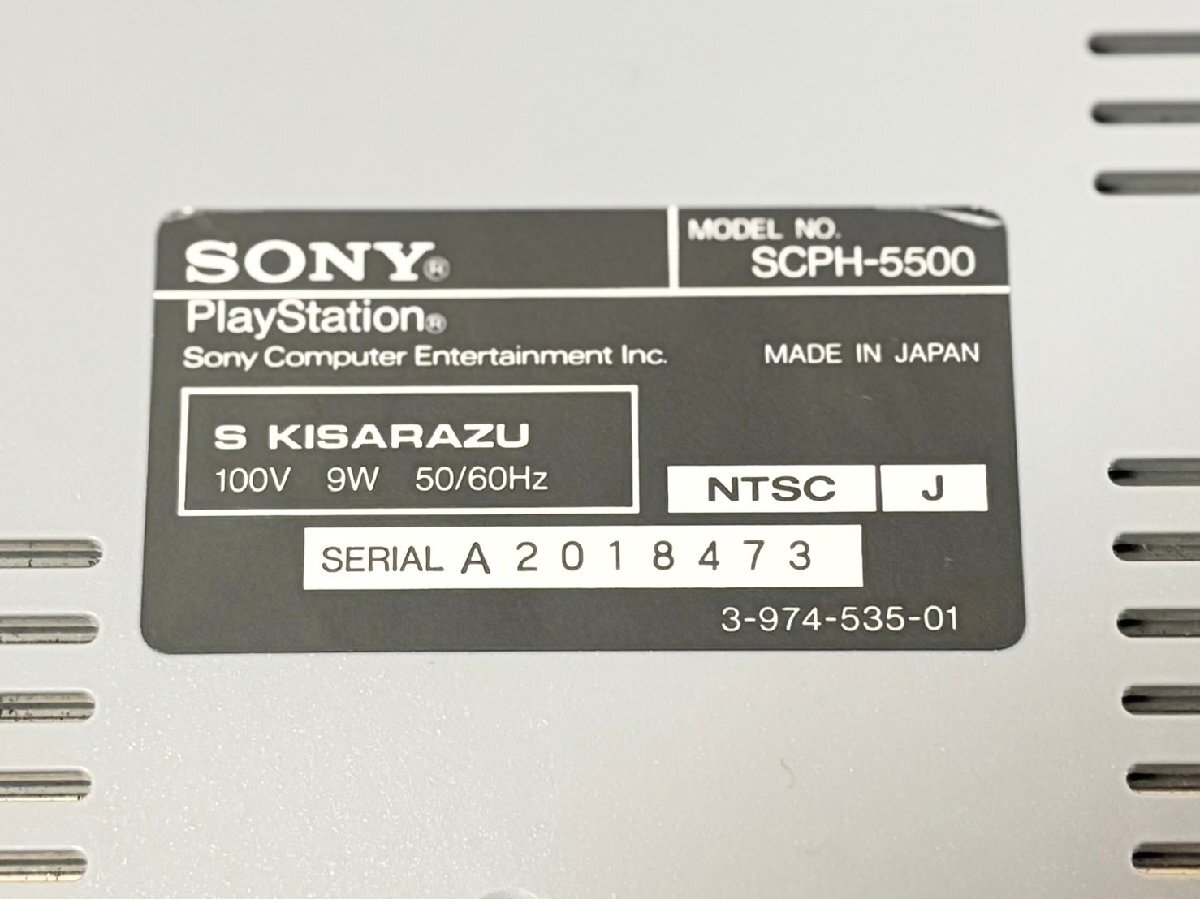 SONY®
MODEL NO.
SCPH-5500
PlayStation®
Sony Computer Entertainment Inc.
MADE IN JAPAN
S KISARAZU
100V 9W 50/60Hz
NTSC J
SERIAL A2018473
3-974-535-01